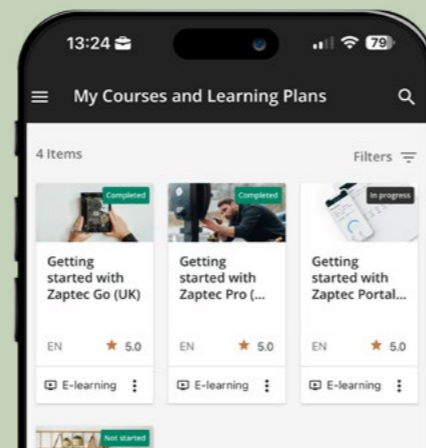 13:24
79
My Courses and Learning Plans
4 Items
Filters
Completed
Getting
started with
Zaptec Go (UK)
EN
5.0
E-learning
Completed
Getting
started with
Zaptec Pro (...
EN
5.0
E-learning
In progress
Getting
started with
Zaptec Portal...
EN
5.0
E-learning
Not started